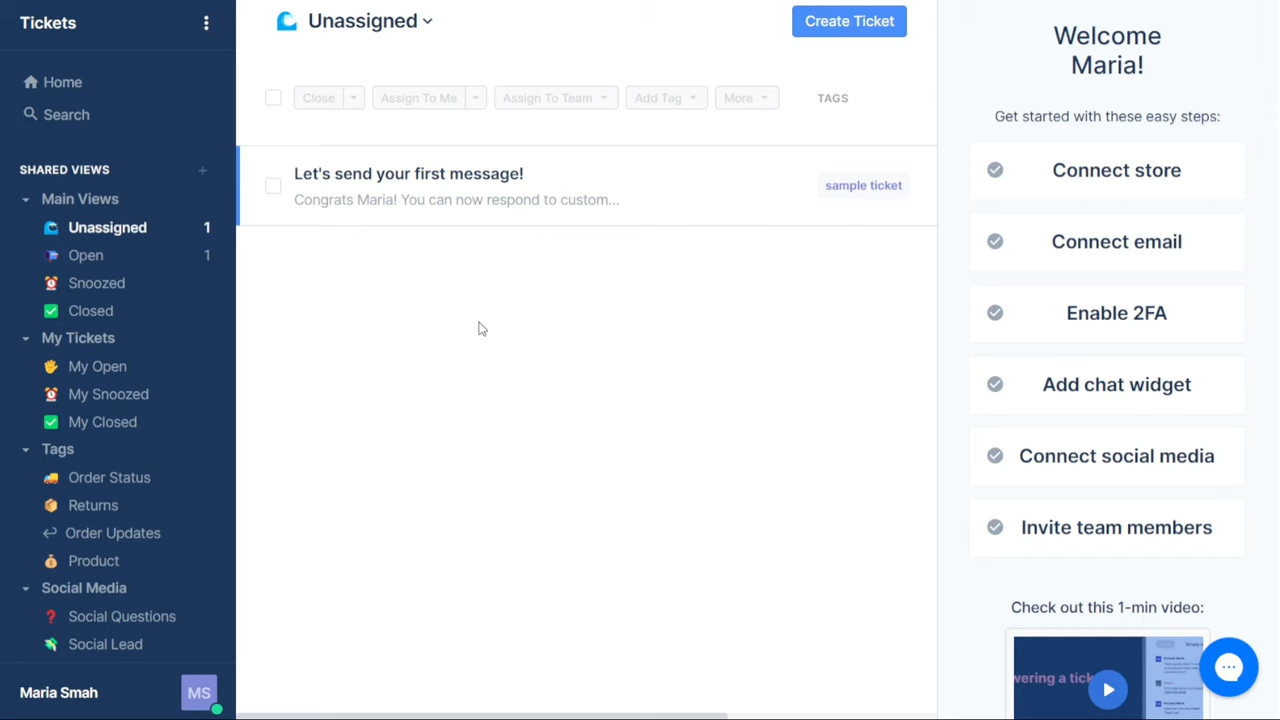 Tickets
Home
Search
SHARED VIEWS
Main Views
Unassigned 1
Open 1
Snoozed
Closed
My Tickets
My Open
My Snoozed
My Closed
Tags
Order Status
Returns
Order Updates
Product
Social Media
Social Questions
Social Lead
Maria Smah MS
Unassigned
Create Ticket
Close Assign To Me Assign To Team Add Tag More TAGS
Let's send your first message!
Congrats Maria! You can now respond to custom...
sample ticket
Welcome
Maria!
Get started with these easy steps:
Connect store
Connect email
Enable 2FA
Add chat widget
Connect social media
Invite team members
Check out this 1-min video:
wering a tick